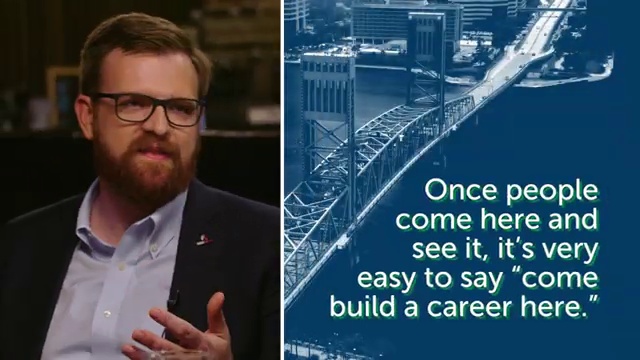 Once people
come here and
see it, it’s very
easy to say “come
build a career here.”